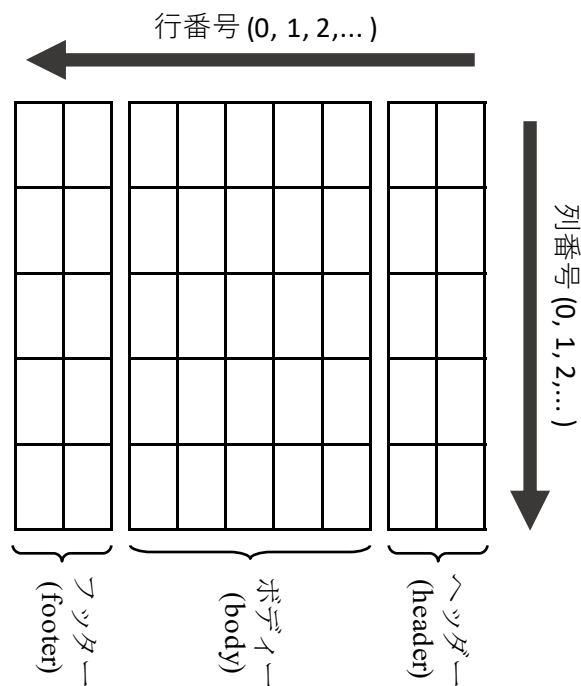 行番号 (0, 1, 2,... )
列番号 (0, 1, 2,... )
ヘッダー
(header)
ボディー
(body)
フッター
(footer)